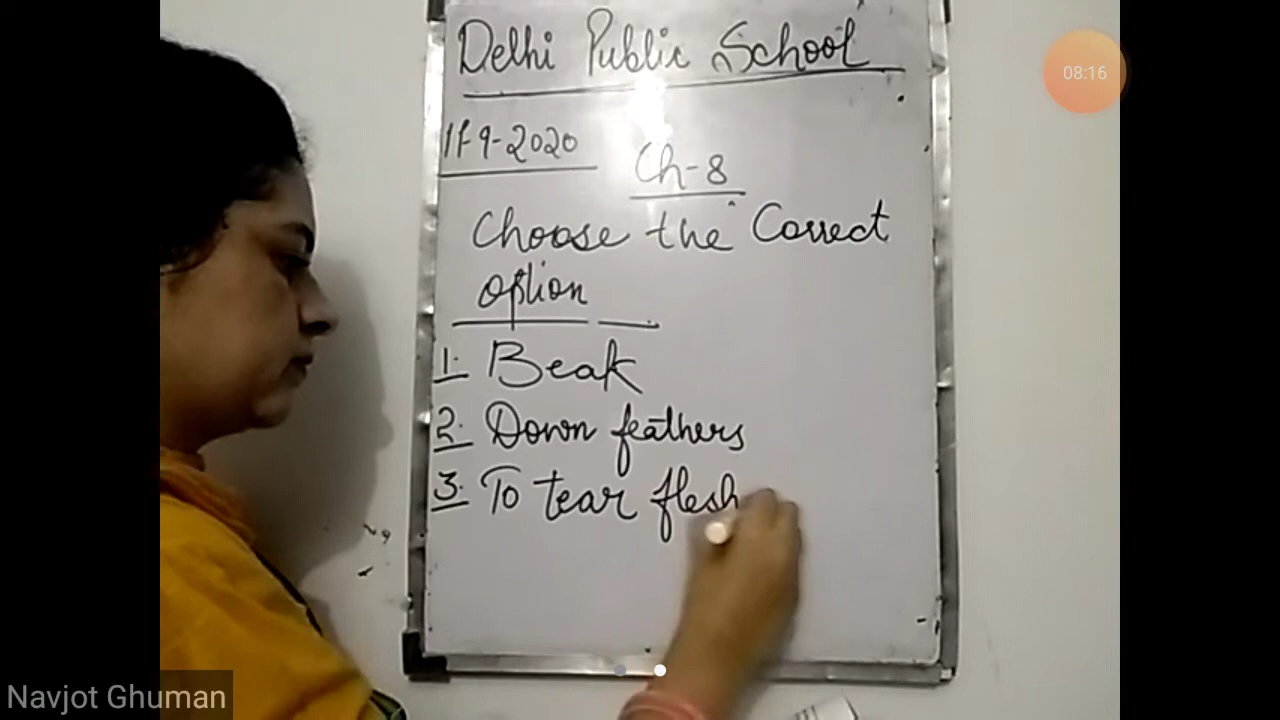 Delhi Public School
08:16
17-9-2020
Ch-8
Choose the Correct
option
1. Beak
2. Down feathers
3. To tear flesh
Navjot Ghuman